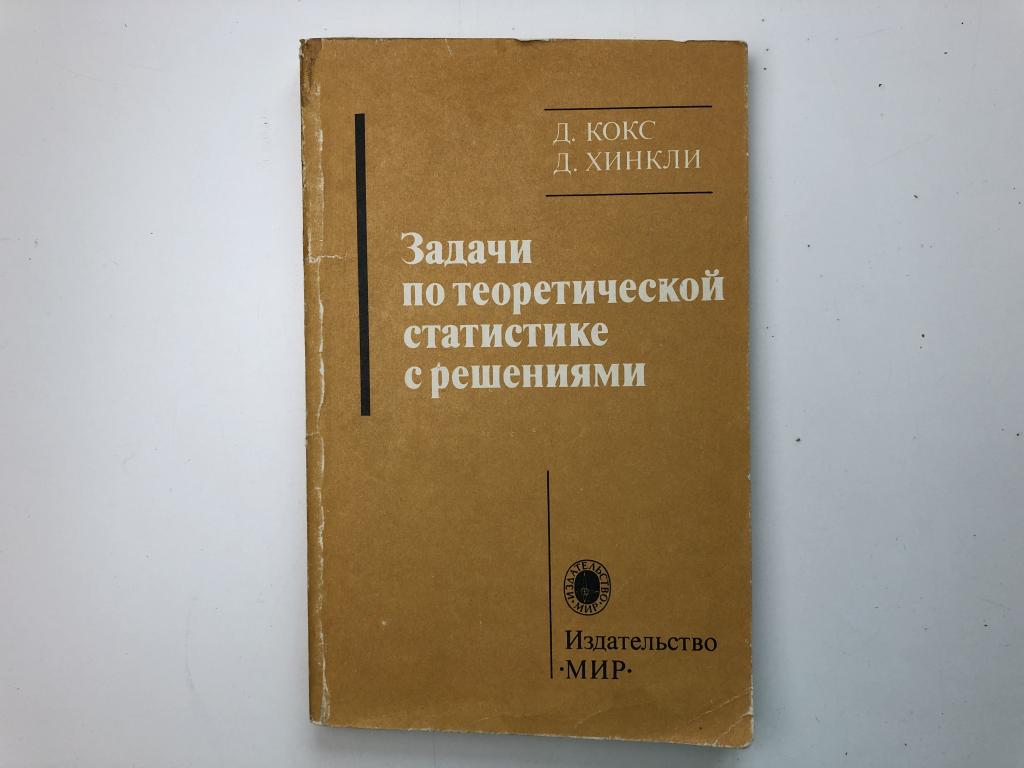 Д. КОКС
Д. ХИНКЛИ
Задачи
по теоретической
статистике
с решениями
ИЗДАТЕЛЬСТВО
•МИР•
Издательство
·МИР·